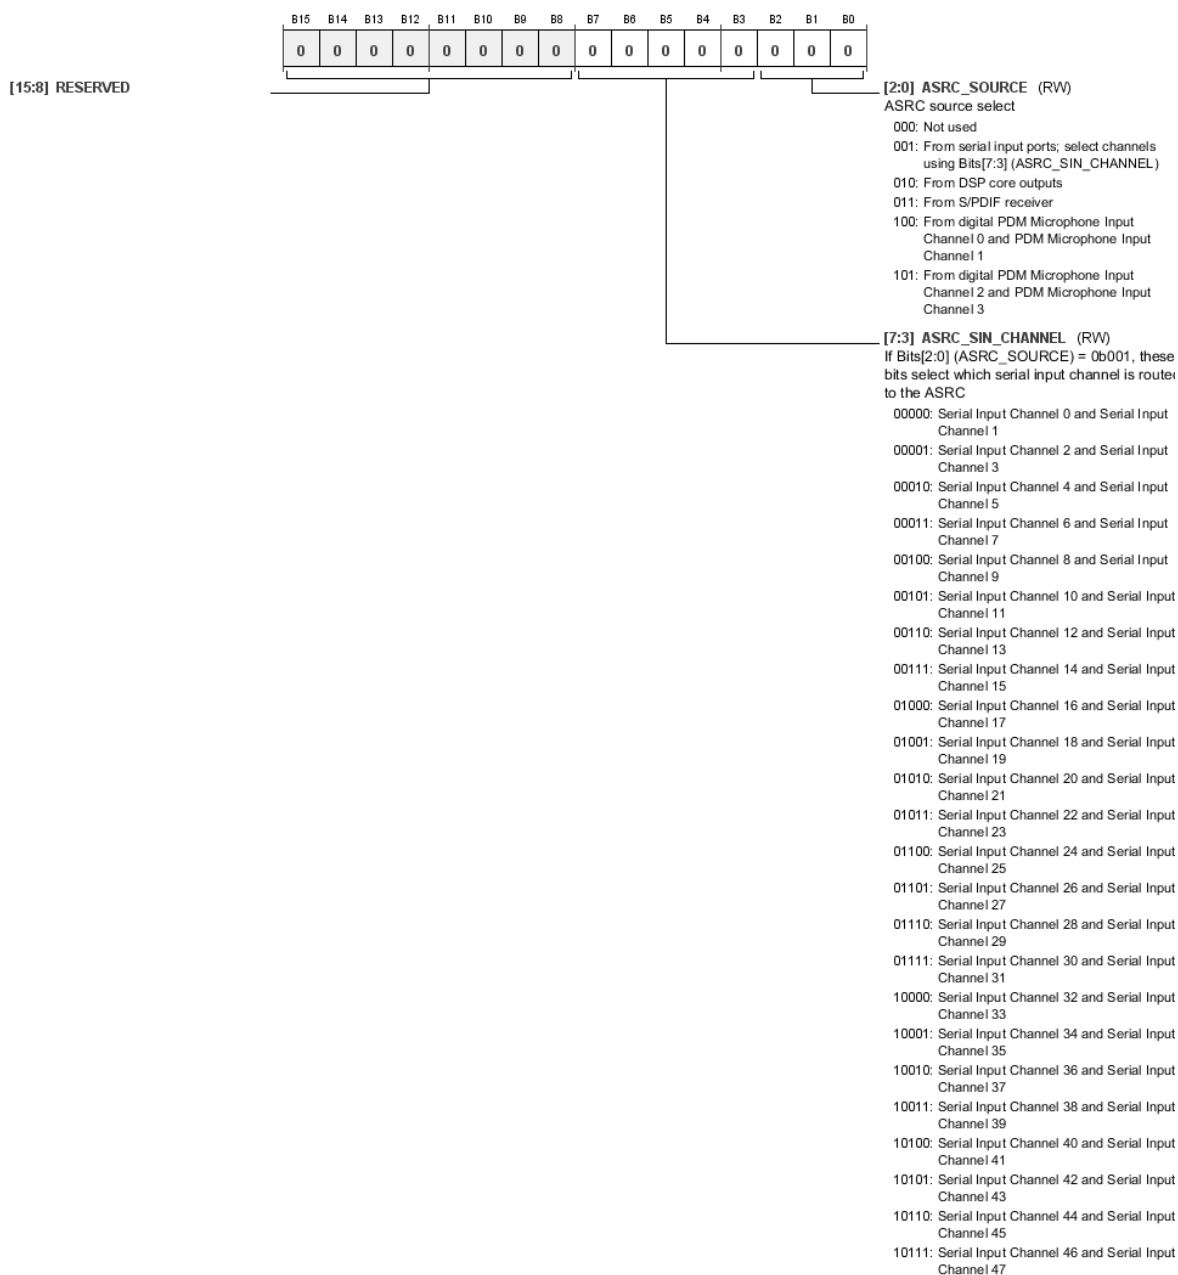 B15 B14 B13 B12 B11 B10 B9 B8 B7 B6 B5 B4 B3 B2 B1 B0
0 0 0 0 0 0 0 0 0 0 0 0 0 0 0 0
[15:8] RESERVED
[2:0] ASRC_SOURCE (RW)
ASRC source select
000: Not used
001: From serial input ports; select channels
using Bits[7:3] (ASRC_SIN_CHANNEL)
010: From DSP core outputs
011: From S/PDIF receiver
100: From digital PDM Microphone Input
Channel 0 and PDM Microphone Input
Channel 1
101: From digital PDM Microphone Input
Channel 2 and PDM Microphone Input
Channel 3
[7:3] ASRC_SIN_CHANNEL (RW)
If Bits[2:0] (ASRC_SOURCE) = 0b001, these
bits select which serial input channel is route
to the ASRC
00000: Serial Input Channel 0 and Serial Input
Channel 1
00001: Serial Input Channel 2 and Serial Input
Channel 3
00010: Serial Input Channel 4 and Serial Input
Channel 5
00011: Serial Input Channel 6 and Serial Input
Channel 7
00100: Serial Input Channel 8 and Serial Input
Channel 9
00101: Serial Input Channel 10 and Serial Input
Channel 11
00110: Serial Input Channel 12 and Serial Input
Channel 13
00111: Serial Input Channel 14 and Serial Input
Channel 15
01000: Serial Input Channel 16 and Serial Input
Channel 17
01001: Serial Input Channel 18 and Serial Input
Channel 19
01010: Serial Input Channel 20 and Serial Input
Channel 21
01011: Serial Input Channel 22 and Serial Input
Channel 23
01100: Serial Input Channel 24 and Serial Input
Channel 25
01101: Serial Input Channel 26 and Serial Input
Channel 27
01110: Serial Input Channel 28 and Serial Input
Channel 29
01111: Serial Input Channel 30 and Serial Input
Channel 31
10000: Serial Input Channel 32 and Serial Input
Channel 33
10001: Serial Input Channel 34 and Serial Input
Channel 35
10010: Serial Input Channel 36 and Serial Input
Channel 37
10011: Serial Input Channel 38 and Serial Input
Channel 39
10100: Serial Input Channel 40 and Serial Input
Channel 41
10101: Serial Input Channel 42 and Serial Input
Channel 43
10110: Serial Input Channel 44 and Serial Input
Channel 45
10111: Serial Input Channel 46 and Serial Input
Channel 47